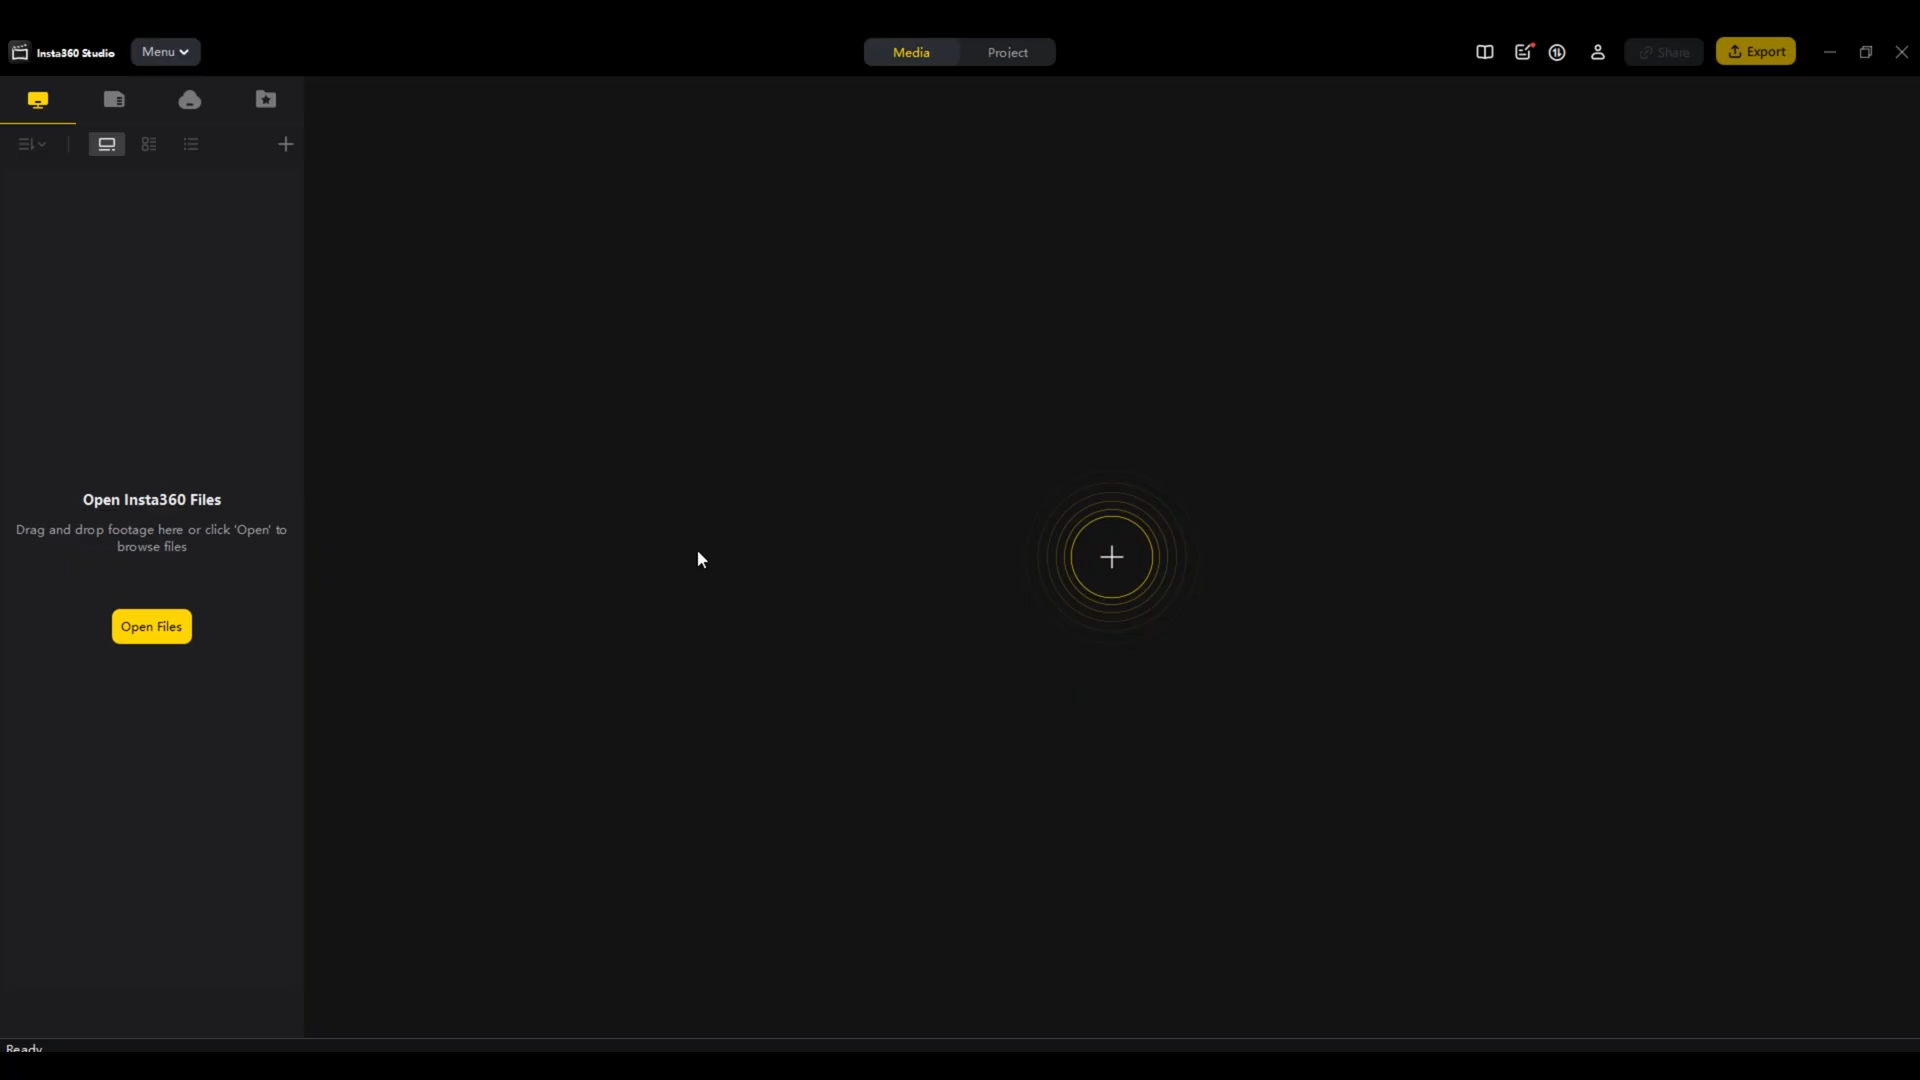 Insta360 Studio
Menu
Media
Project
Share
Export
Open Insta360 Files
Drag and drop footage here or click 'Open' to
browse files
Open Files
Ready